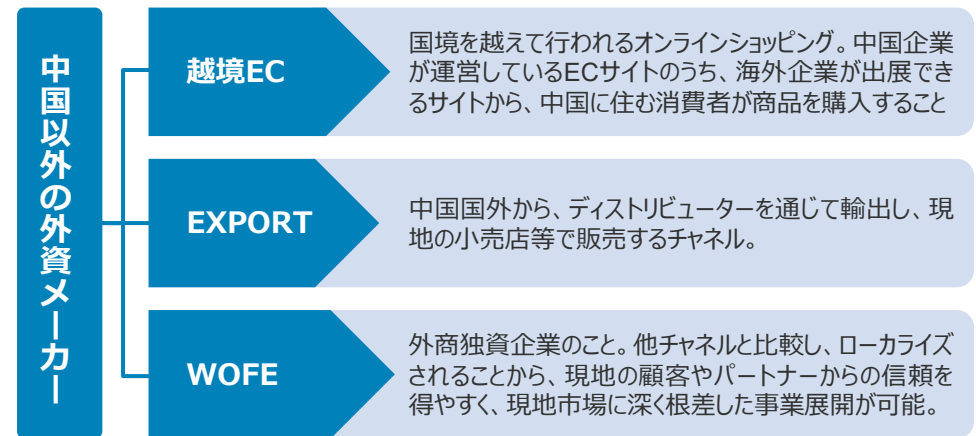 中国以外の外資メーカー
越境EC
国境を越えて行われるオンラインショッピング。中国企業
が運営しているECサイトのうち、海外企業が出展でき
るサイトから、中国に住む消費者が商品を購入すること
EXPORT
中国国外から、ディストリビューターを通じて輸出し、現
地の小売店等で販売するチャネル。
WOFE
外商独資企業のこと。他チャネルと比較し、ローカライズ
されることから、現地の顧客やパートナーからの信頼を
得やすく、現地市場に深く根差した事業展開が可能。